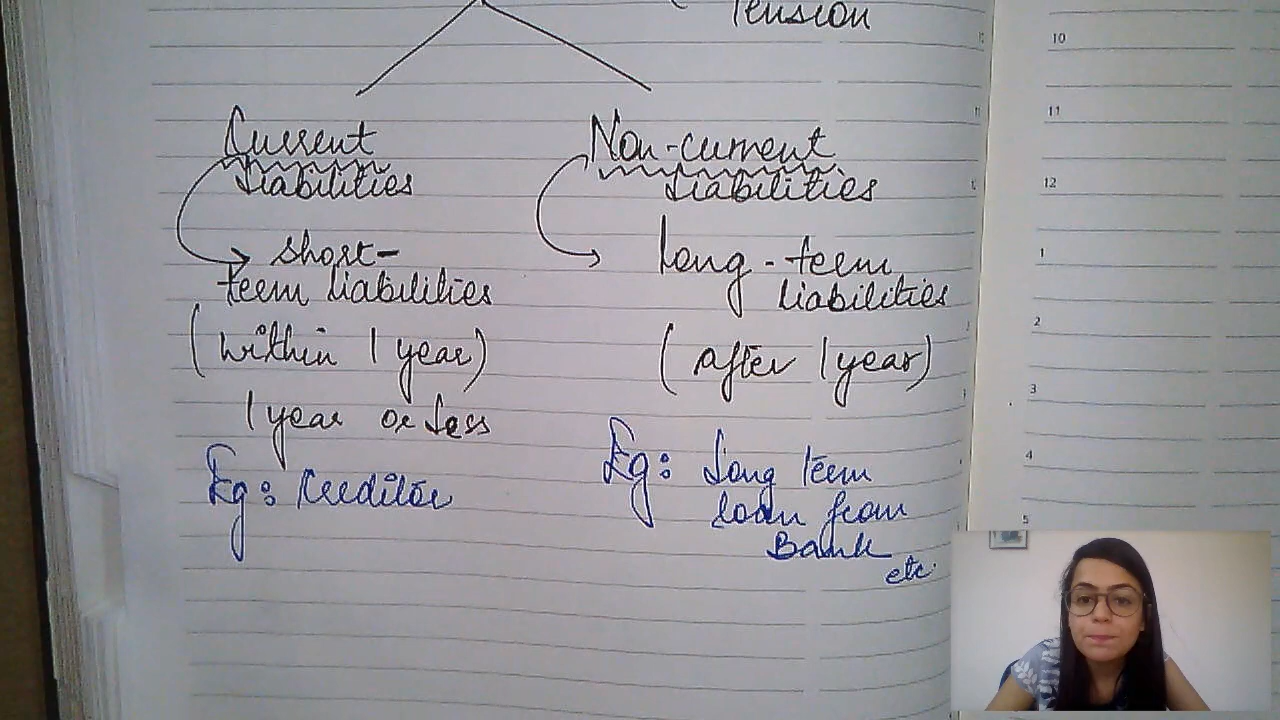 Tension
Current
Liabilities
Non-current
Liabilities
short-
term liabilities
long-term
liabilities
(within 1 year)
(after 1 year)
1 year or less
Eg: Creditor
Eg: Long term
loan from
Bank
etc.
10
11
12
1
2
3
4
5